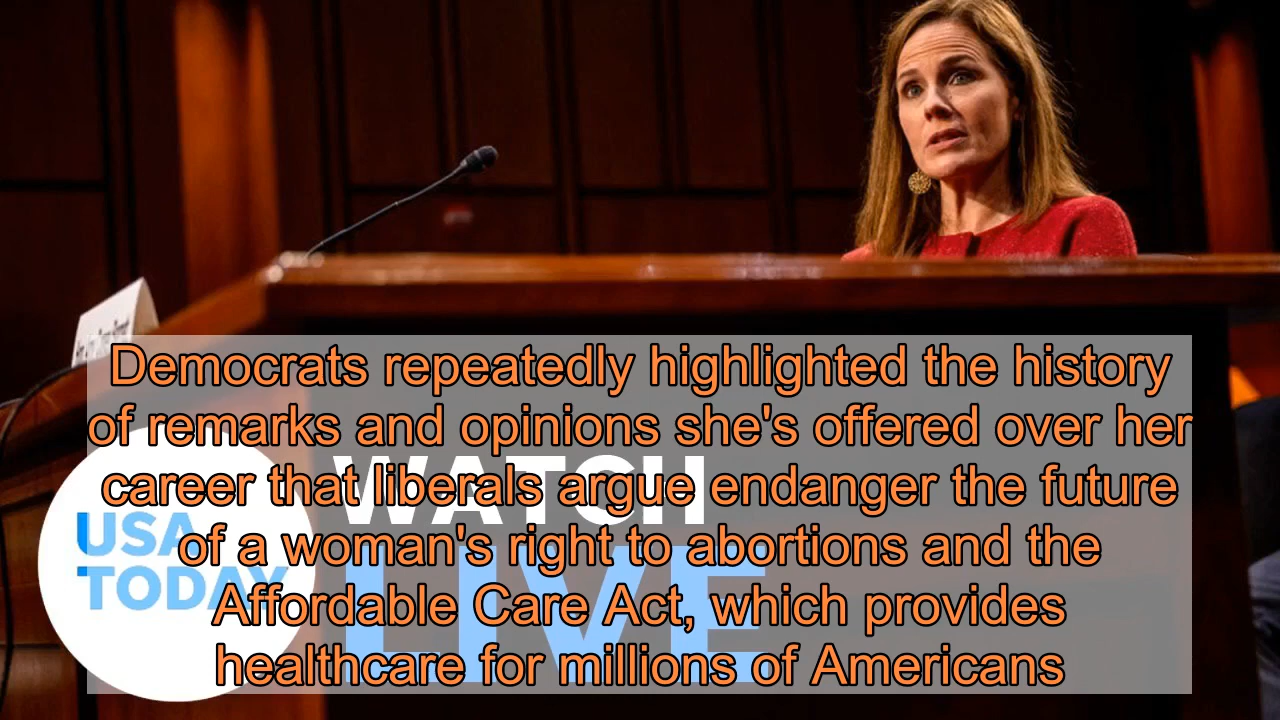 Democrats repeatedly highlighted the history
of remarks and opinions she's offered over her
career that liberals argue endanger the future
of a woman's right to abortions and the
Affordable Care Act, which provides
healthcare for millions of Americans
WATCH
LIVE
USA
TODAY